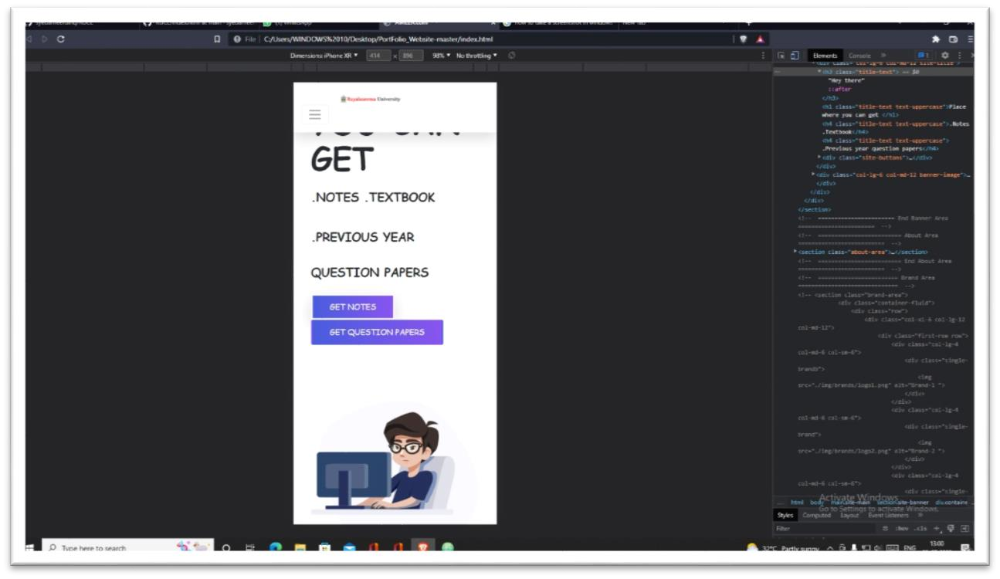 File C:/Users/WINDOWS%2010/Desktop/PortFolio_Website-master/index.html
Dimensions: iPhone XR 414 × 896 98% No throttling
Elements Console 1
<h3 class="title-text"> == $0
"Hey there"
::after
</h3>
<h1 class="title-text text-uppercase">Place
where you can get </h1>
<h4 class="title-text text-uppercase">.Notes
.Textbook</h4>
<h4 class="title-text text-uppercase">
.Previous year question papers</h4>
<div class="site-buttons">…</div>
</div>
<div class="col-lg-6 col-md-12 banner-image">…
</div>
</div>
</div>
</section>
<!-- ======================== End Banner Area
======================== -->
<!-- ========================== About Area
=========================== -->
<section class="about-area">…</section>
<!-- ======================== End About Area
=========================== -->
<!-- ========================== Brand Area
============================ -->
<!-- <section class="brand-area">
<div class="container-fluid">
<div class="row">
<div class="col-xl-6 col-lg-12
col-md-12">
<div class="first-row row">
<div class="col-lg-4
col-md-6 col-sm-6">
<div class="single-
brand">
<img
src="./img/brands/logo1.png" alt="Brand-1 ">
</div>
</div>
<div class="col-lg-4
col-md-6 col-sm-6">
<div class="single-
brand">
<img
src="./img/brands/logo2.png" alt="Brand-2 ">
</div>
</div>
<div class="col-lg-4
col-md-6 col-sm-6">
<div class="single-
html body main.site-main section.site-banner div.containe
Activate Windows
Go to Settings to activate Windows.
Styles Computed Layout Event Listeners
Filter :hov .cls +
Rayalaseema University
YOU CAN
GET
.NOTES .TEXTBOOK
.PREVIOUS YEAR
QUESTION PAPERS
GET NOTES
GET QUESTION PAPERS
Type here to search
32°C Partly sunny ENG 13:00